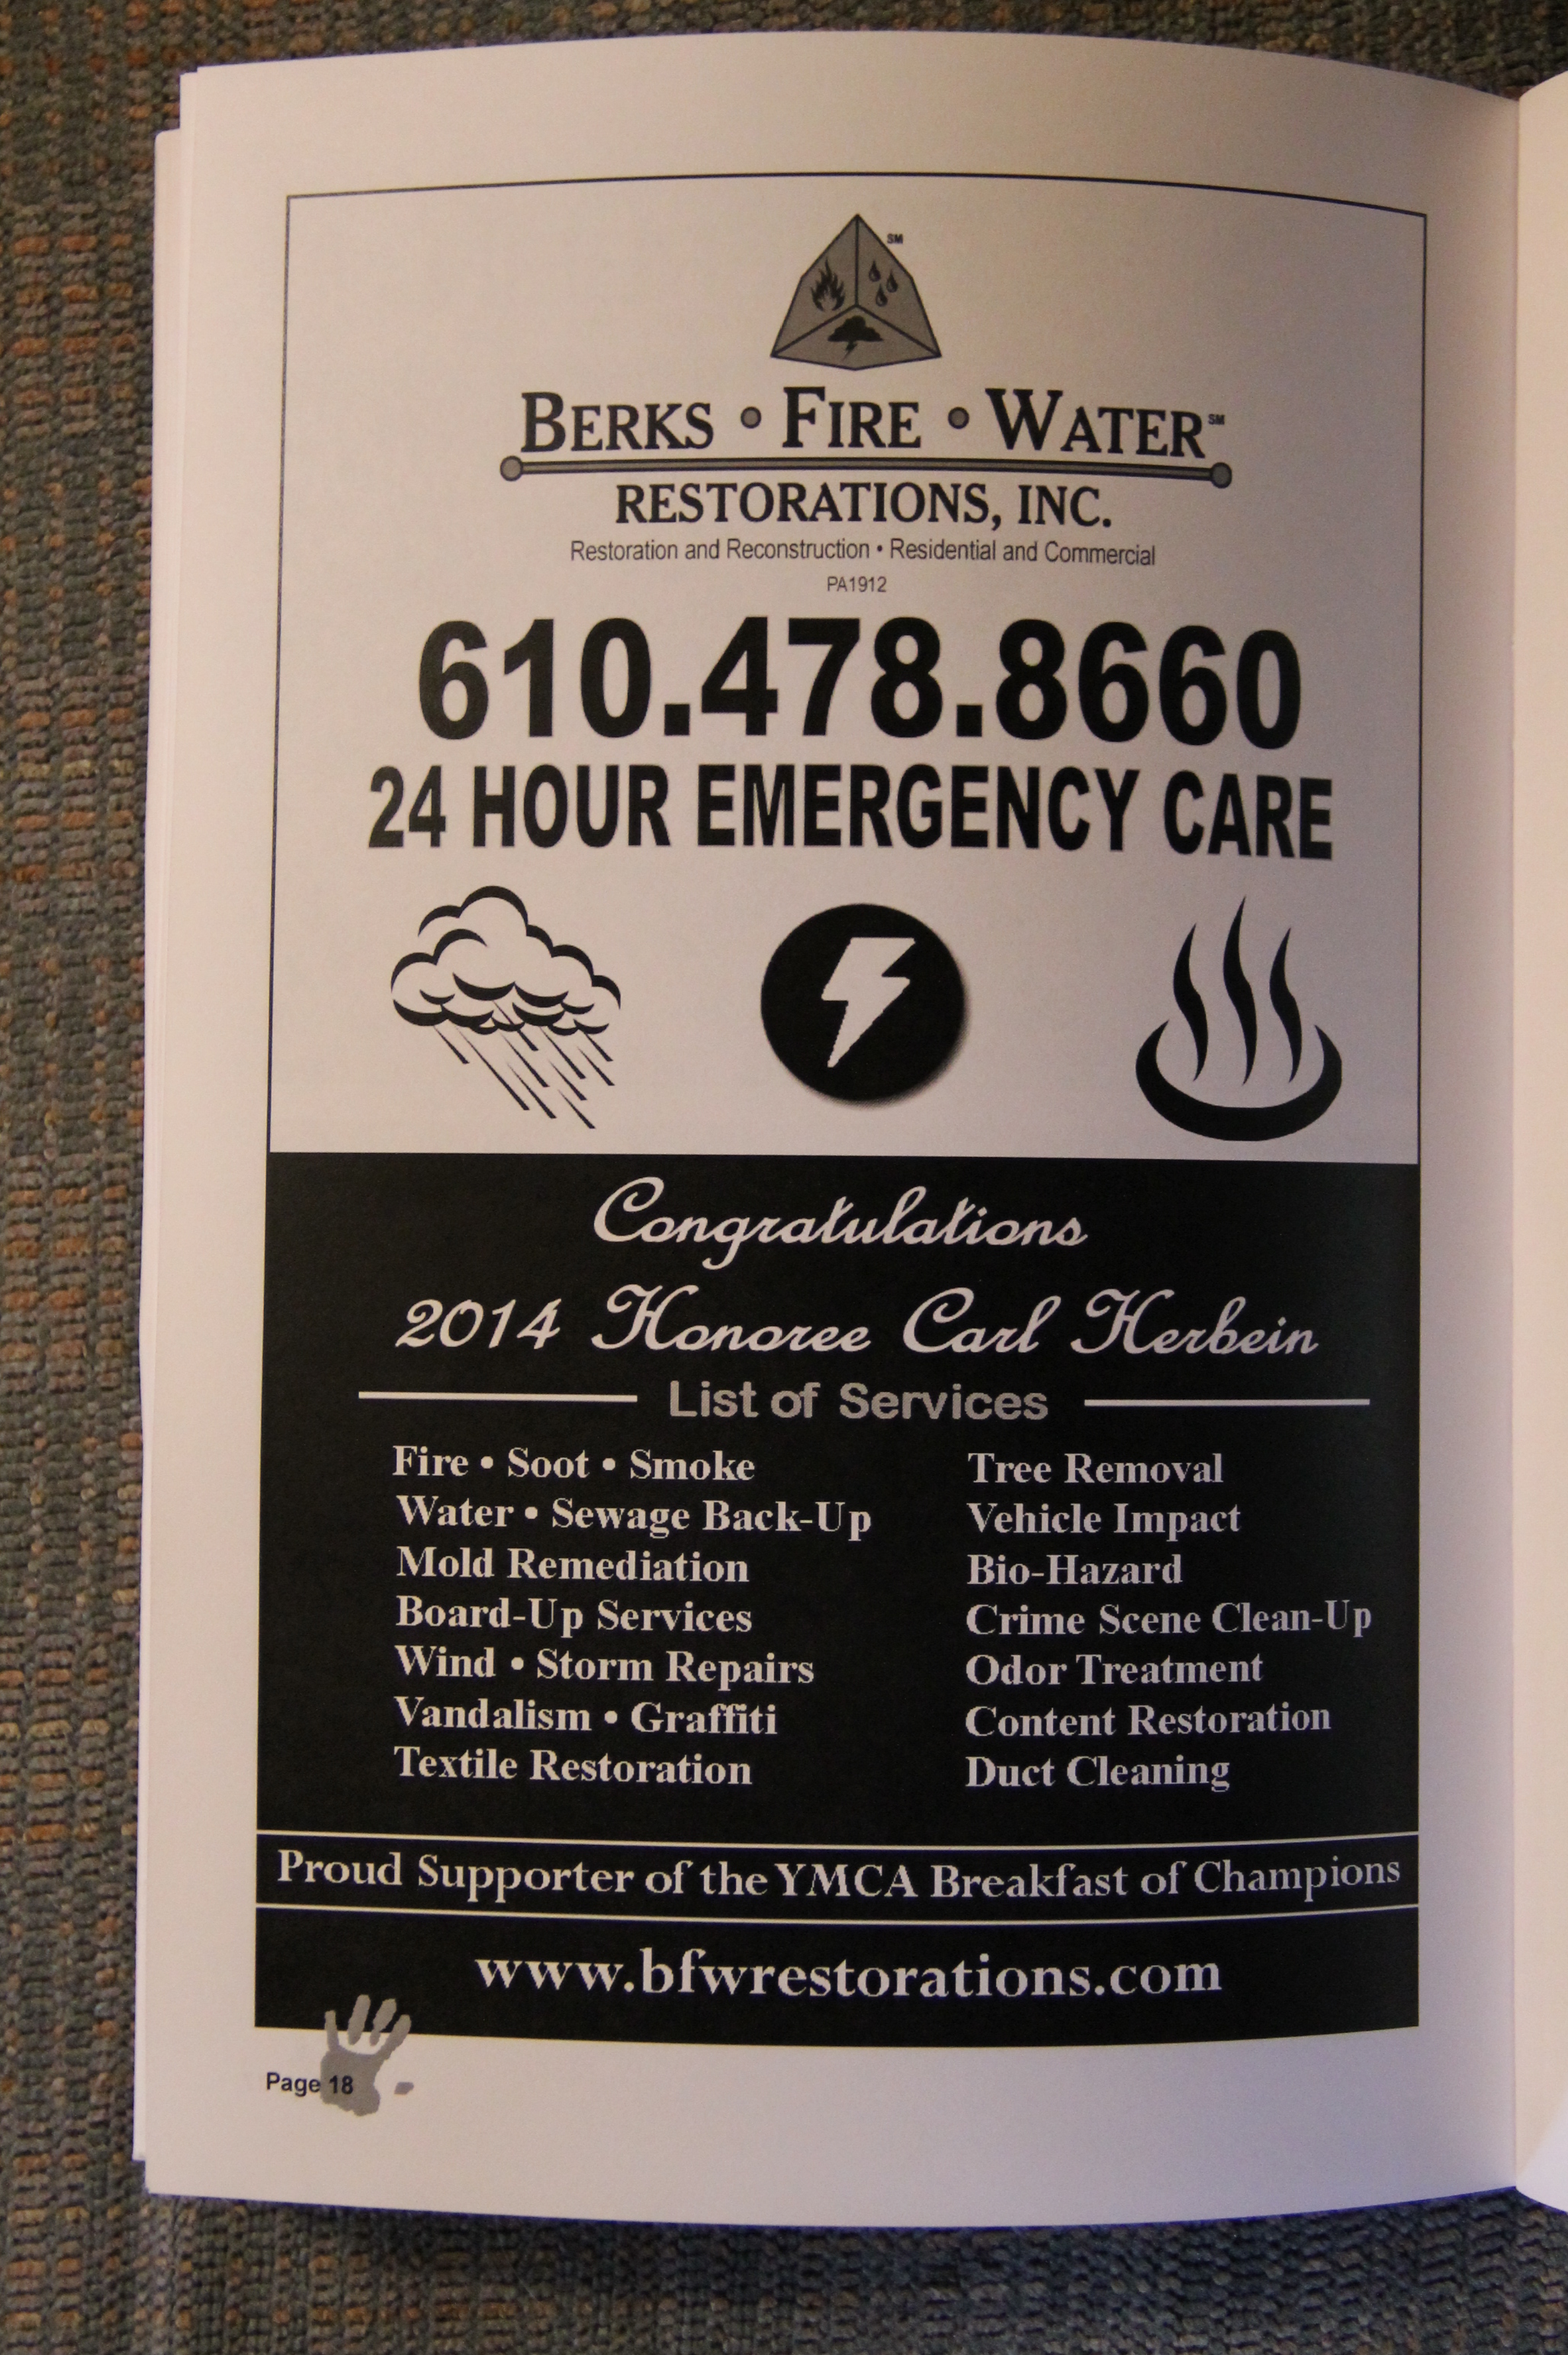 SM
BERKS • FIRE • WATER SM
RESTORATIONS, INC.
Restoration and Reconstruction • Residential and Commercial
PA1912
610.478.8660
24 HOUR EMERGENCY CARE
Congratulations
2014 Honoree Carl Herbein
List of Services
Fire • Soot • Smoke
Water • Sewage Back-Up
Mold Remediation
Board-Up Services
Wind • Storm Repairs
Vandalism • Graffiti
Textile Restoration
Tree Removal
Vehicle Impact
Bio-Hazard
Crime Scene Clean-Up
Odor Treatment
Content Restoration
Duct Cleaning
Proud Supporter of the YMCA Breakfast of Champions
www.bfwrestorations.com
Page 18